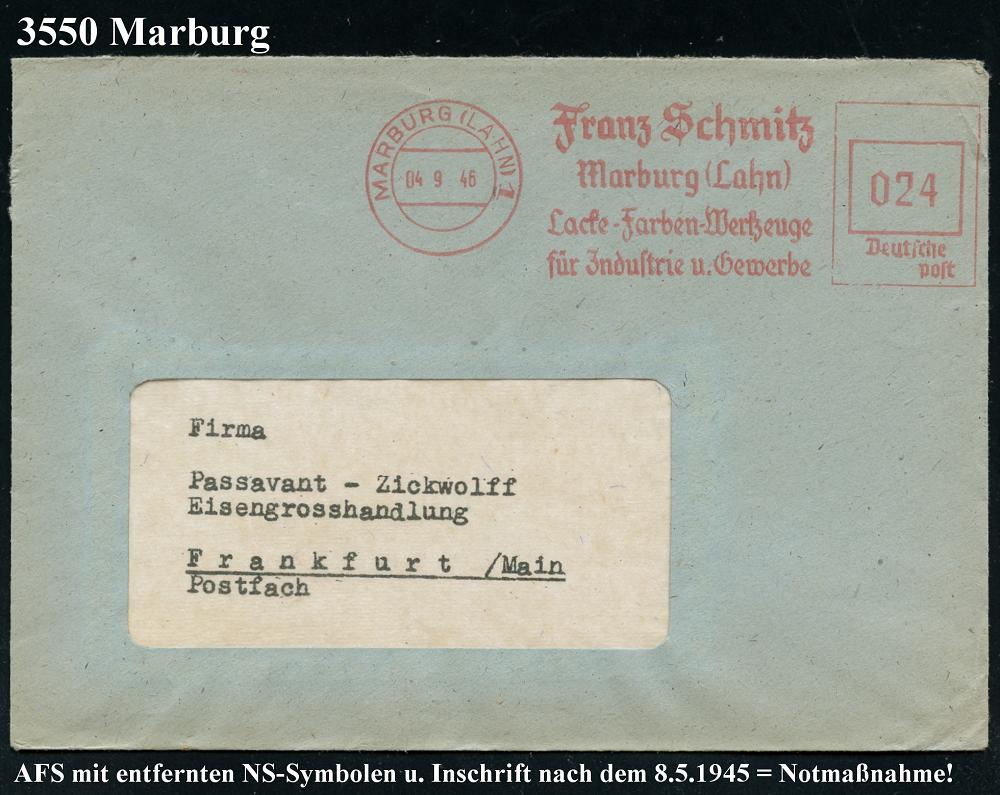 3550 Marburg
MARBURG (LAHN) 1
04 9 46
Franz Schmitz
Marburg (Lahn)
Lacke-Farben-Werkzeuge
für Industrie u. Gewerbe
024
Deutsche
post
Firma
Passavant - Zickwolff
Eisengrosshandlung
Frankfurt /Main
Postfach
AFS mit entfernten NS-Symbolen u. Inschrift nach dem 8.5.1945 = Notmaßnahme!